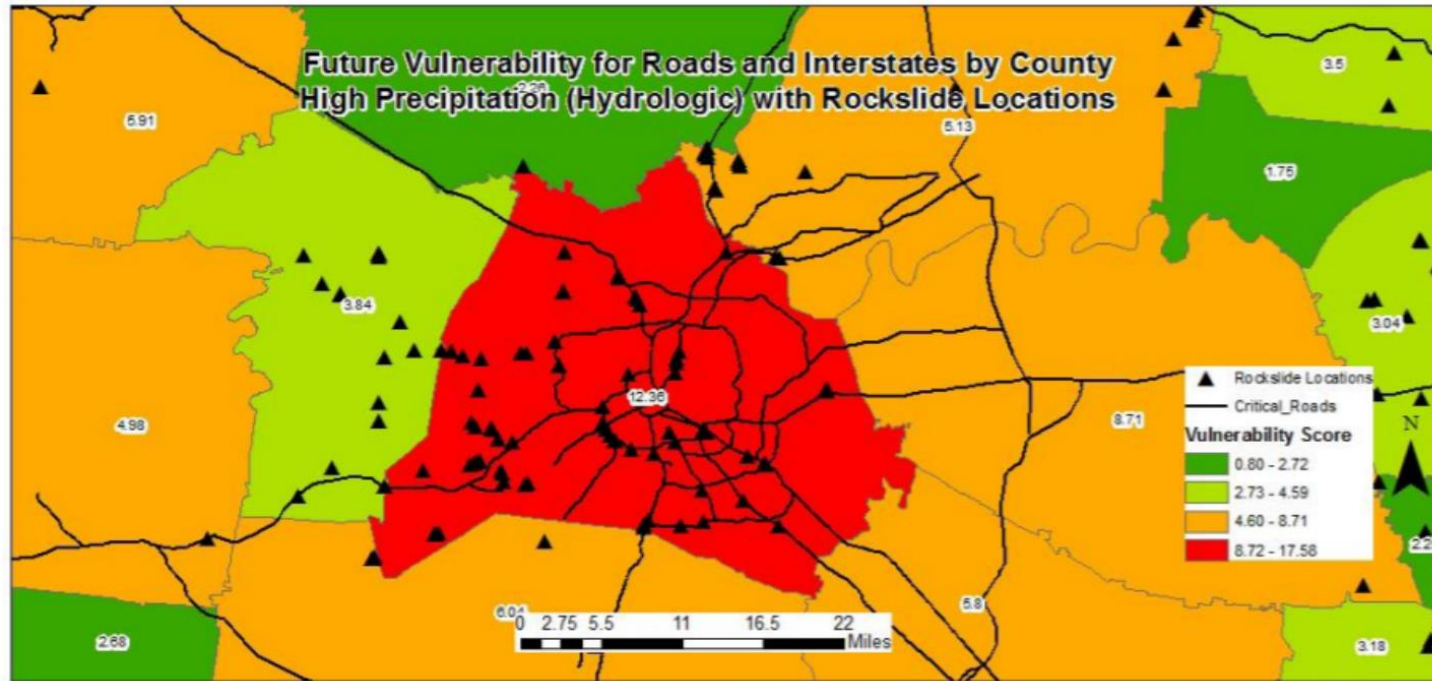 Future Vulnerability for Roads and Interstates by County
High Precipitation (Hydrologic) with Rockslide Locations
3.5
2.26
5.91
5.13
1.75
3.84
3.04
Rockslide Locations
12.36
Critical_Roads
N
4.98
8.71
Vulnerability Score
0.80 - 2.72
2.73 - 4.59
4.60 - 8.71
8.72 - 17.58
6.04
5.8
0 2.75 5.5 11 16.5 22
Miles
2.68
3.18